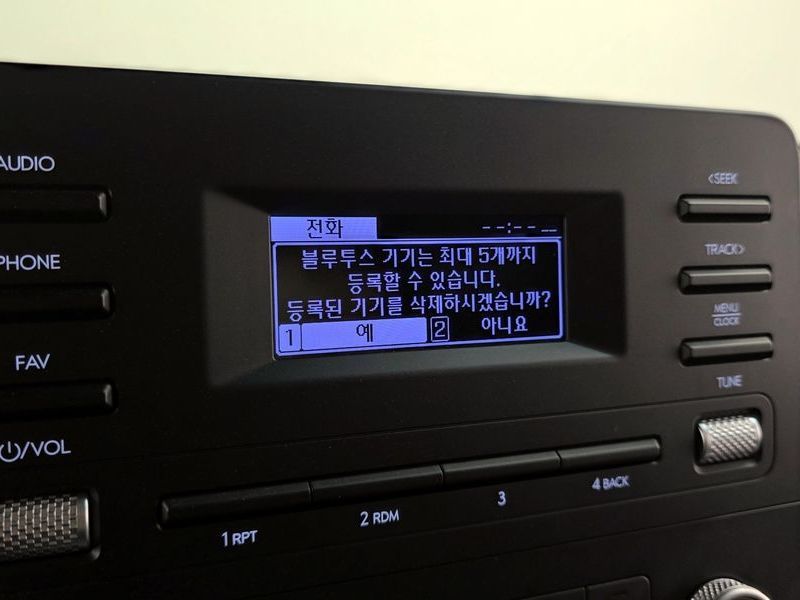 AUDIO
PHONE
FAV
/VOL
전화
--:-- --
블루투스 기기는 최대 5개까지
등록할 수 있습니다.
등록된 기기를 삭제하시겠습니까?
1 예 2 아니요
<SEEK
TRACK>
MENU
CLOCK
TUNE
1 RPT
2 RDM
3
4 BACK